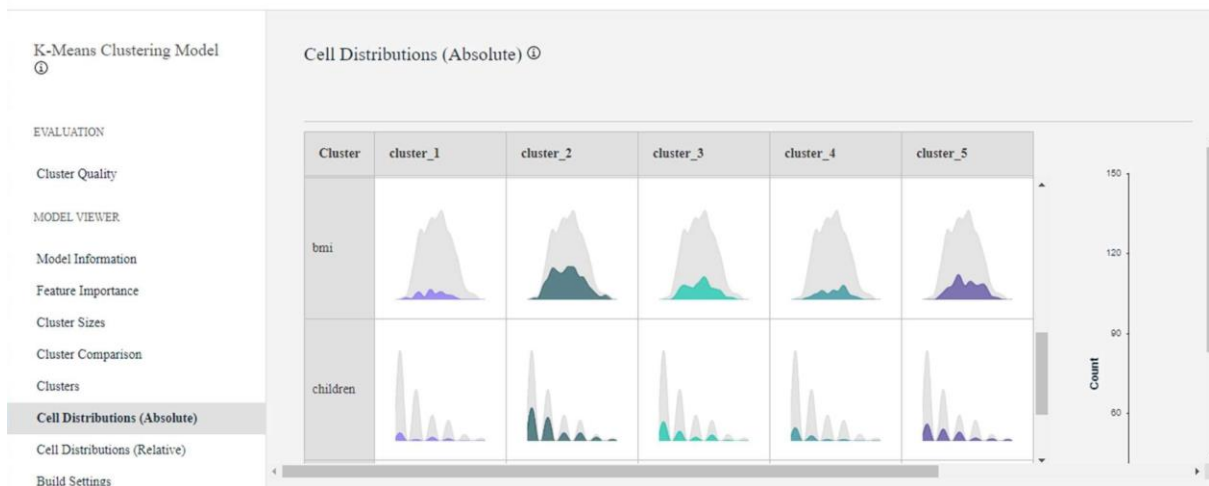 K-Means Clustering Model
ⓘ
EVALUATION
Cluster Quality
MODEL VIEWER
Model Information
Feature Importance
Cluster Sizes
Cluster Comparison
Clusters
Cell Distributions (Absolute)
Cell Distributions (Relative)
Build Settings
Cell Distributions (Absolute) ⓘ
Cluster cluster_1 cluster_2 cluster_3 cluster_4 cluster_5
bmi
children
150
120
90
60
Count